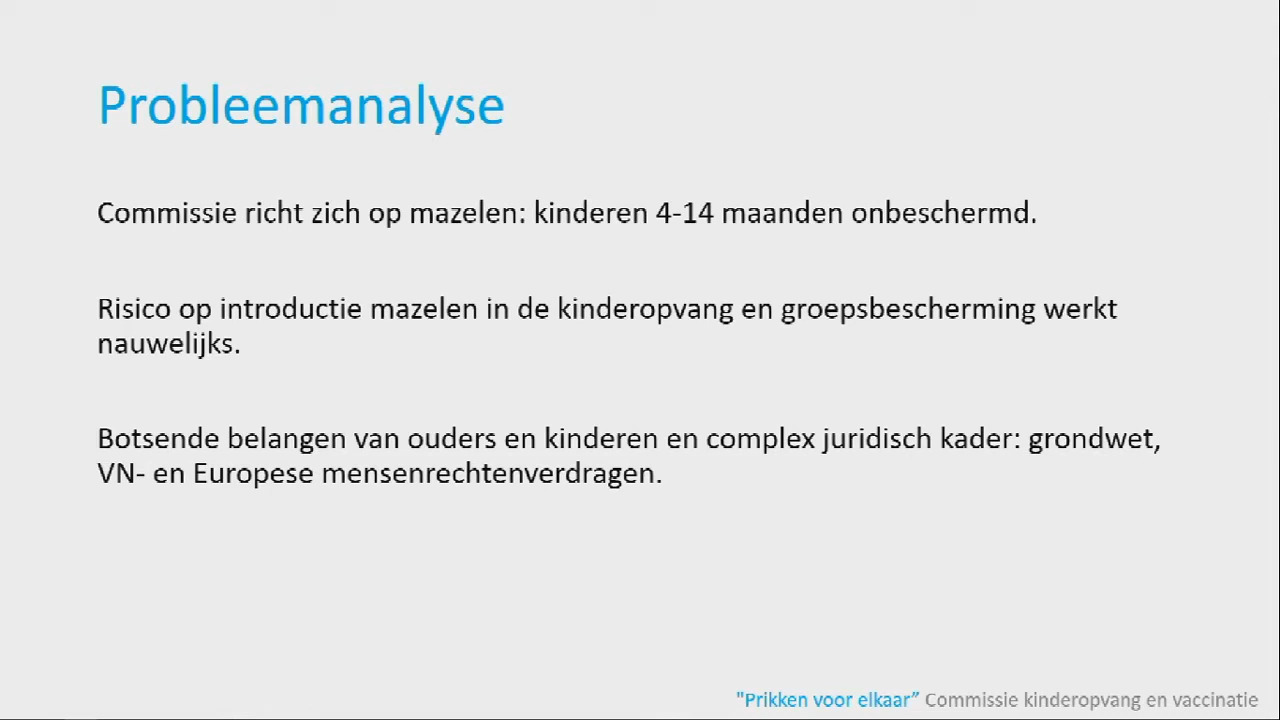 Probleemanalyse
Commissie richt zich op mazelen: kinderen 4-14 maanden onbeschermd.
Risico op introductie mazelen in de kinderopvang en groepsbescherming werkt
nauwelijks.
Botsende belangen van ouders en kinderen en complex juridisch kader: grondwet,
VN- en Europese mensenrechtenverdragen.
"Prikken voor elkaar” Commissie kinderopvang en vaccinatie